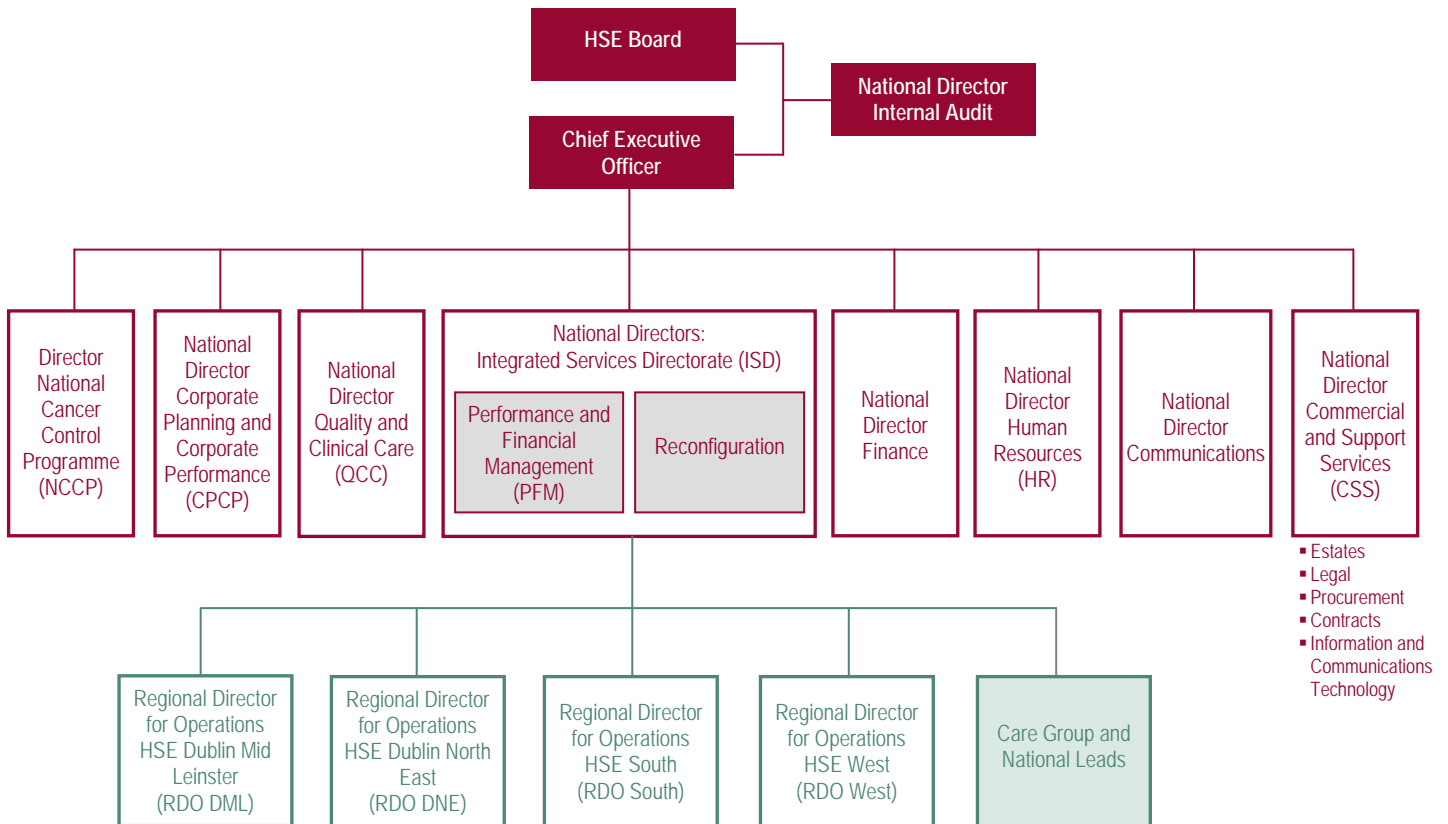 HSE Board
National Director
Internal Audit
Chief Executive
Officer
Director
National
Cancer
Control
Programme
(NCCP)
National
Director
Corporate
Planning and
Corporate
Performance
(CPCP)
National
Director
Quality and
Clinical Care
(QCC)
National Directors:
Integrated Services Directorate (ISD)
Performance and
Financial
Management
(PFM)
Reconfiguration
National
Director
Finance
National
Director
Human
Resources
(HR)
National
Director
Communications
National
Director
Commercial
and Support
Services
(CSS)
▪ Estates
▪ Legal
▪ Procurement
▪ Contracts
▪ Information and
Communications
Technology
Regional Director
for Operations
HSE Dublin Mid
Leinster
(RDO DML)
Regional Director
for Operations
HSE Dublin North
East
(RDO DNE)
Regional Director
for Operations
HSE South
(RDO South)
Regional Director
for Operations
HSE West
(RDO West)
Care Group and
National Leads